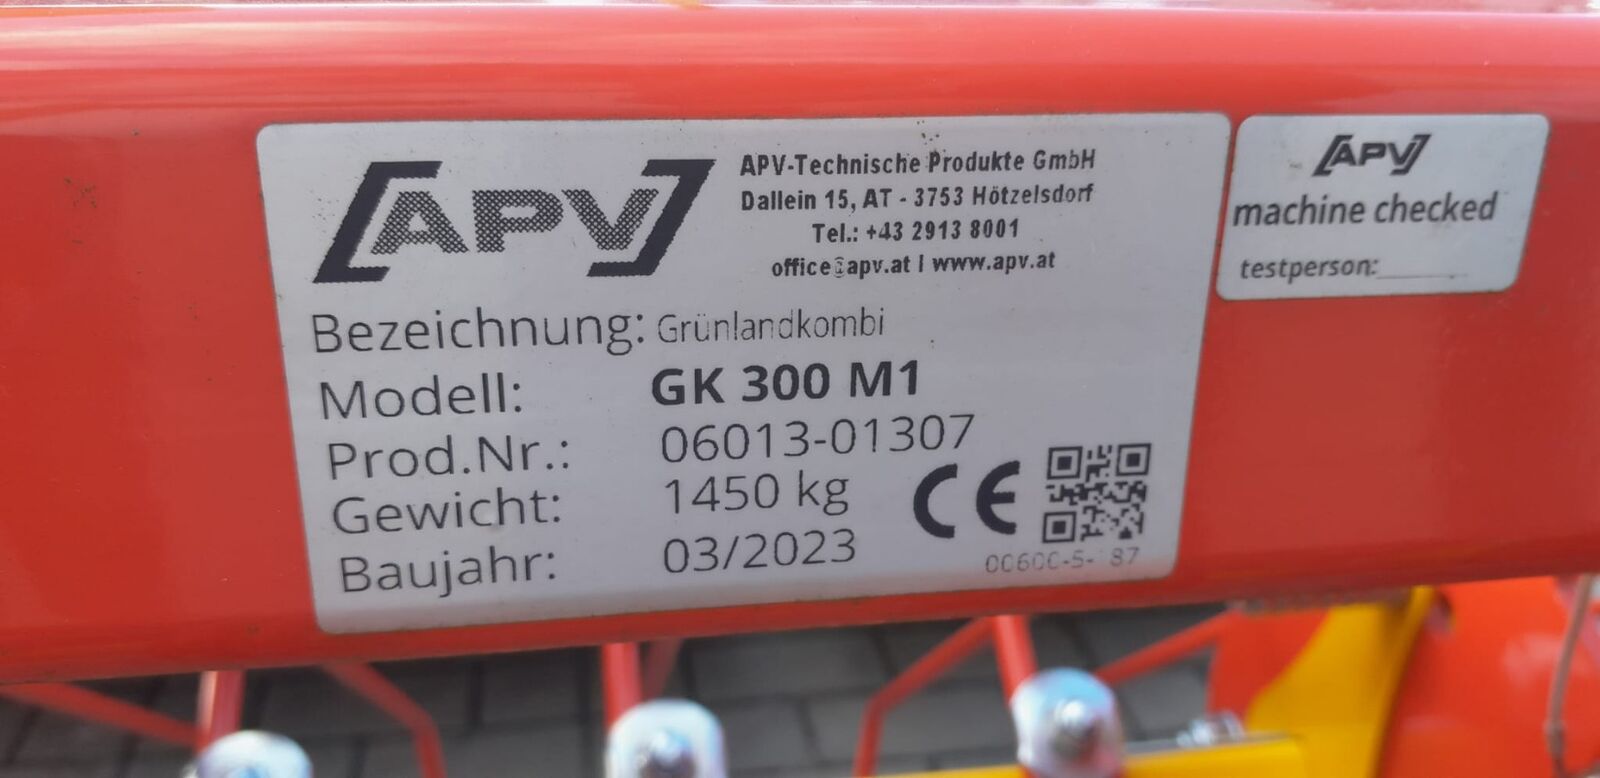 APV
APV-Technische Produkte GmbH
Dallein 15, AT - 3753 Hötzelsdorf
Tel.: +43 2913 8001
office@apv.at | www.apv.at
Bezeichnung: Grünlandkombi
Modell: GK 300 M1
Prod.Nr.: 06013-01307
Gewicht: 1450 kg
Baujahr: 03/2023
CE
APV
machine checked
testperson: